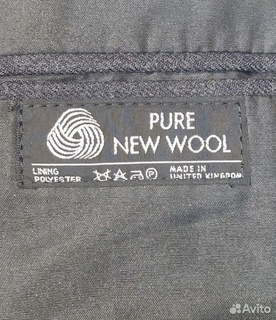 PURE
NEW WOOL
LINING
POLYESTER
MADE IN
UNITED KINGDOM
Avito